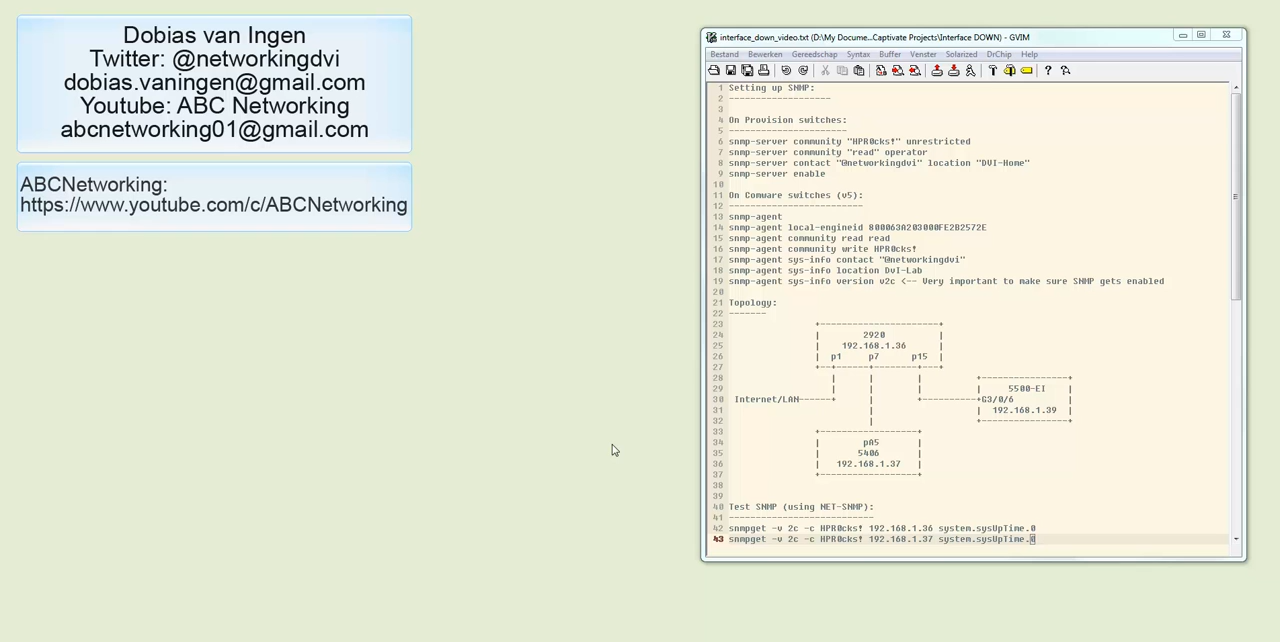 Dobias van Ingen
Twitter: @networkingdvi
dobias.vaningen@gmail.com
Youtube: ABC Networking
abcnetworking01@gmail.com
ABCNetworking:
https://www.youtube.com/c/ABCNetworking
interface_down_video.txt (D:\My Docume...Captivate Projects\Interface DOWN) - GVIM
Bestand Bewerken Gereedschap Syntax Buffer Venster Solarized DrChip Help
1 Setting up SNMP:
2 -------------------
3
4 On Provision switches:
5 ----------------------
6 snmp-server community "HPR0cks!" unrestricted
7 snmp-server community "read" operator
8 snmp-server contact "@networkingdvi" location "DVI-Home"
9 snmp-server enable
10
11 On Comware switches (v5):
12 -------------------------
13 snmp-agent
14 snmp-agent local-engineid 800063A203000FE2B2572E
15 snmp-agent community read read
16 snmp-agent community write HPR0cks!
17 snmp-agent sys-info contact "@networkingdvi"
18 snmp-agent sys-info location DvI-Lab
19 snmp-agent sys-info version v2c <-- Very important to make sure SNMP gets enabled
20
21 Topology:
22 -------
23 +----------------------+
24 | 2920 |
25 | 192.168.1.36 |
26 | p1 p7 p15 |
27 +--+------+--------+---+
28 | | | +----------------+
29 | | | | 5500-EI |
30 Internet/LAN------+ | +----------+G3/0/6 |
31 | | 192.168.1.39 |
32 | +----------------+
33 +------------------+
34 | pA5 |
35 | 5406 |
36 | 192.168.1.37 |
37 +------------------+
38
39
40 Test SNMP (using NET-SNMP):
41 ---------------------------
42 snmpget -v 2c -c HPR0cks! 192.168.1.36 system.sysUpTime.0
43 snmpget -v 2c -c HPR0cks! 192.168.1.37 system.sysUpTime.0